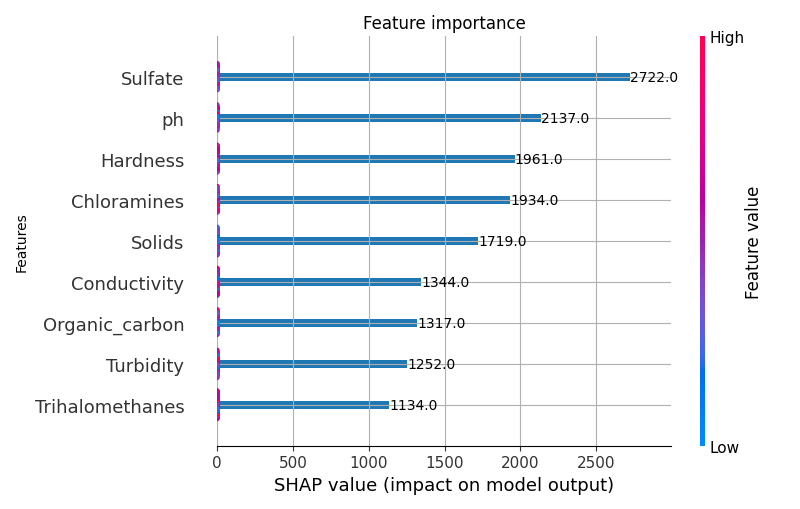 Feature importance
High
Sulfate
2722.0
ph
2137.0
Hardness
1961.0
Chloramines
1934.0
Solids
1719.0
Conductivity
1344.0
Organic_carbon
1317.0
Turbidity
1252.0
Trihalomethanes
1134.0
Features
Feature value
Low
0 500 1000 1500 2000 2500
SHAP value (impact on model output)